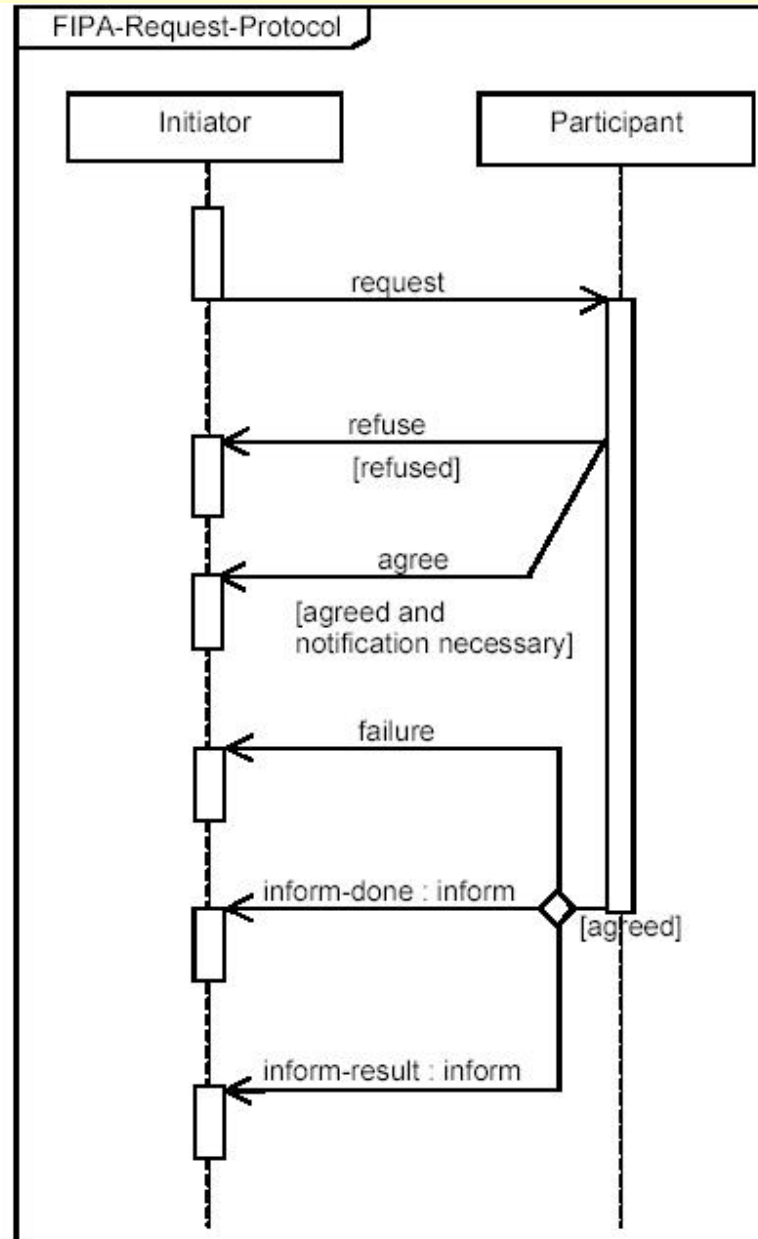 FIPA-Request-Protocol
Initiator
Participant
request
refuse
[refused]
agree
[agreed and
notification necessary]
failure
inform-done : inform
[agreed]
inform-result : inform